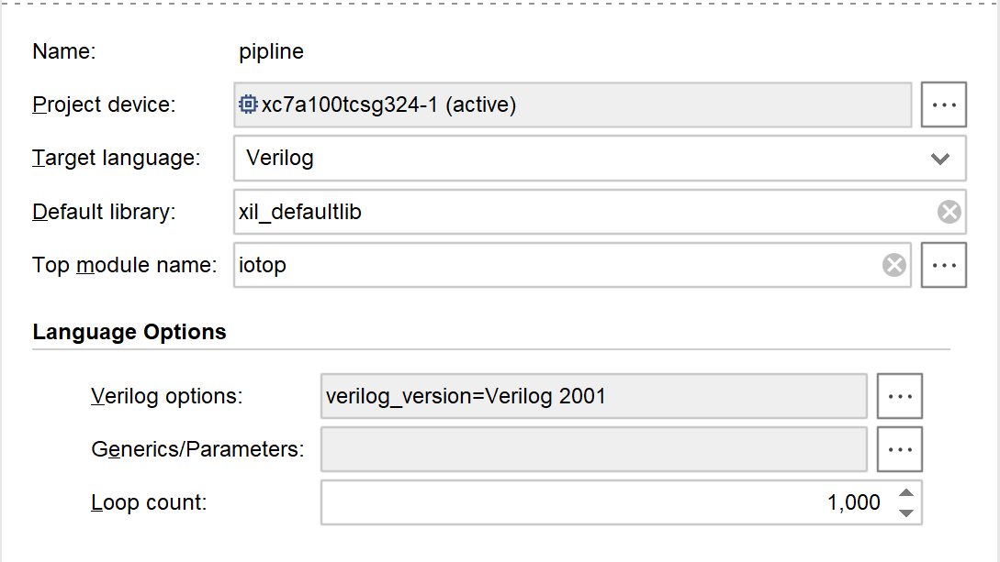 Name: pipline
Project device: xc7a100tcsg324-1 (active) ...
Target language: Verilog
Default library: xil_defaultlib
Top module name: iotop ...
Language Options
Verilog options: verilog_version=Verilog 2001 ...
Generics/Parameters: ...
Loop count: 1,000